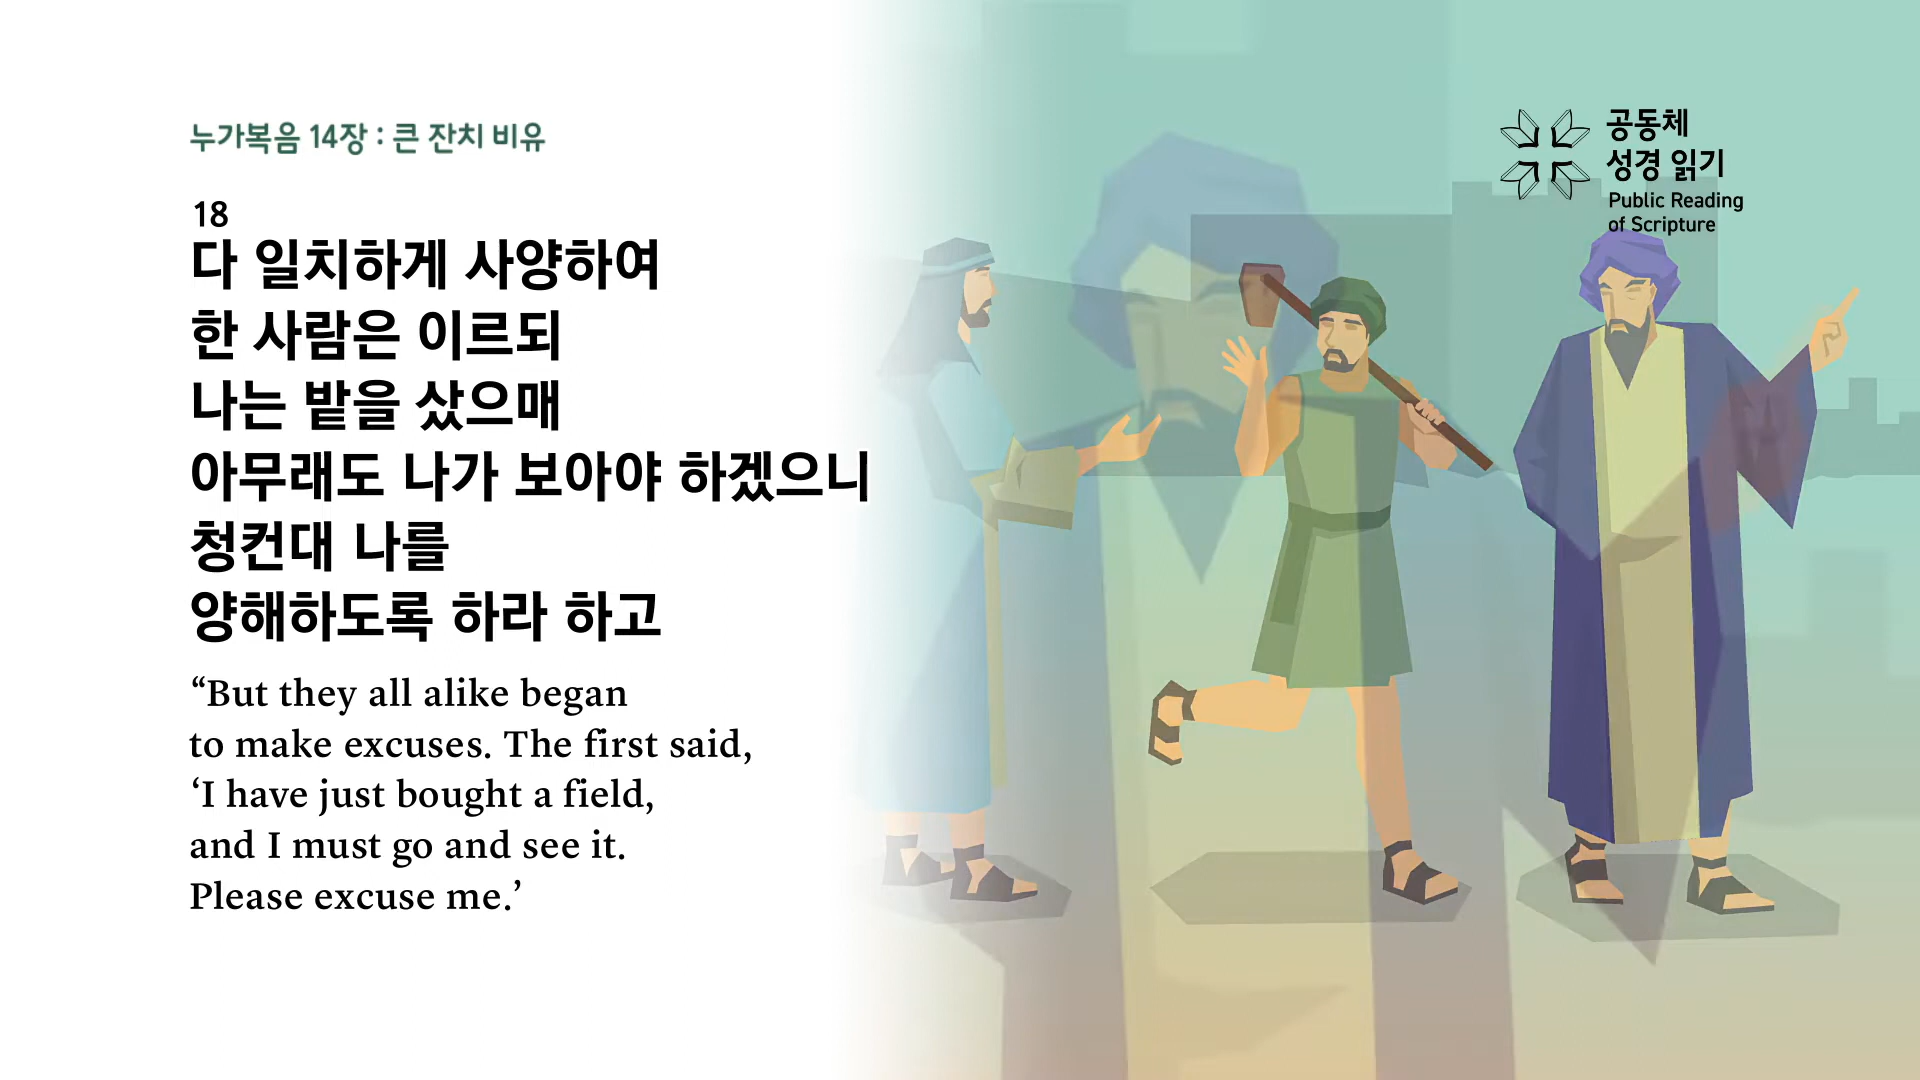 누가복음 14장 : 큰 잔치 비유
18
다 일치하게 사양하여
한 사람은 이르되
나는 밭을 샀으매
아무래도 나가 보아야 하겠으니
청컨대 나를
양해하도록 하라 하고
“But they all alike began
to make excuses. The first said,
‘I have just bought a field,
and I must go and see it.
Please excuse me.’
공동체
성경 읽기
Public Reading
of Scripture